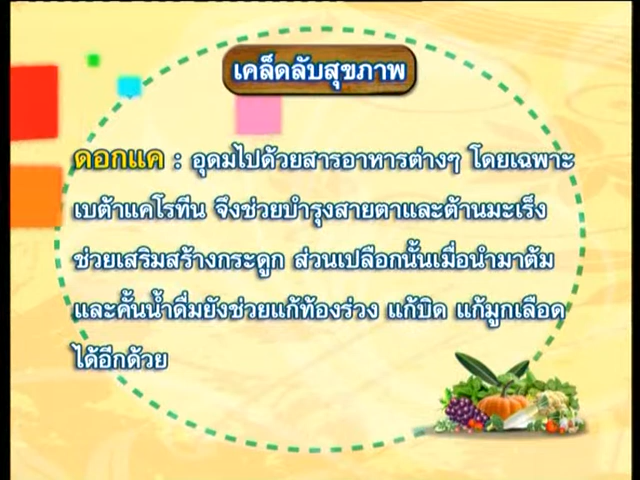 เคล็ดลับสุขภาพ
ดอกแค : อุดมไปด้วยสารอาหารต่างๆ โดยเฉพาะ
เบต้าแคโรทีน จึงช่วยบำรุงสายตาและต้านมะเร็ง
ช่วยเสริมสร้างกระดูก ส่วนเปลือกนั้นเมื่อนำมาต้ม
และคั้นน้ำดื่มยังช่วยแก้ท้องร่วง แก้บิด แก้มูกเลือด
ได้อีกด้วย